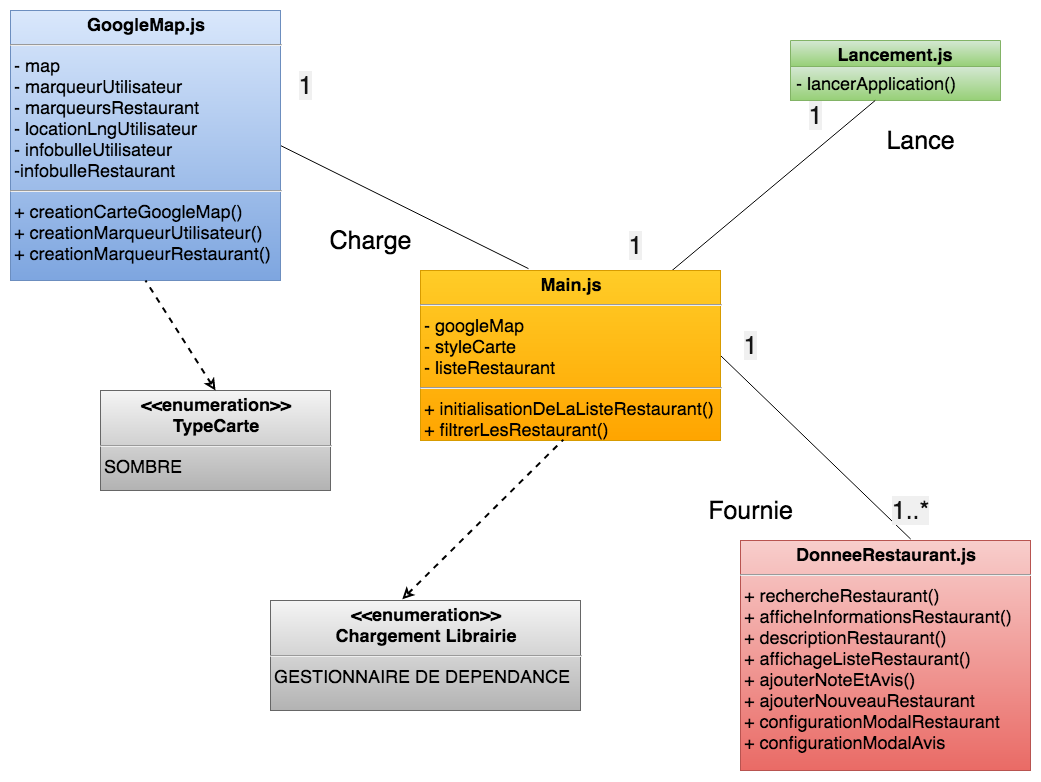 GoogleMap.js
- map
- marqueurUtilisateur
- marqueursRestaurant
- locationLngUtilisateur
- infobulleUtilisateur
-infobulleRestaurant
+ creationCarteGoogleMap()
+ creationMarqueurUtilisateur()
+ creationMarqueurRestaurant()
1
Charge
Lancement.js
- lancerApplication()
1
Lance
1
Main.js
- googleMap
- styleCarte
- listeRestaurant
+ initialisationDeLaListeRestaurant()
+ filtrerLesRestaurant()
1
<<enumeration>>
TypeCarte
SOMBRE
Fournie
1..*
<<enumeration>>
Chargement Librairie
GESTIONNAIRE DE DEPENDANCE
DonneeRestaurant.js
+ rechercheRestaurant()
+ afficheInformationsRestaurant()
+ descriptionRestaurant()
+ affichageListeRestaurant()
+ ajouterNoteEtAvis()
+ ajouterNouveauRestaurant
+ configurationModalRestaurant
+ configurationModalAvis